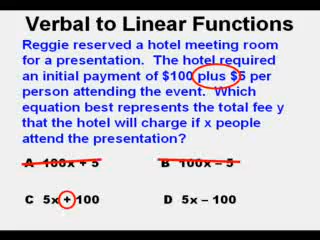 Verbal to Linear Functions
Reggie reserved a hotel meeting room
for a presentation. The hotel required
an initial payment of $100 plus $5 per
person attending the event. Which
equation best represents the total fee y
that the hotel will charge if x people
attend the presentation?
A 100x + 5 B 100x – 5
C 5x + 100 D 5x – 100